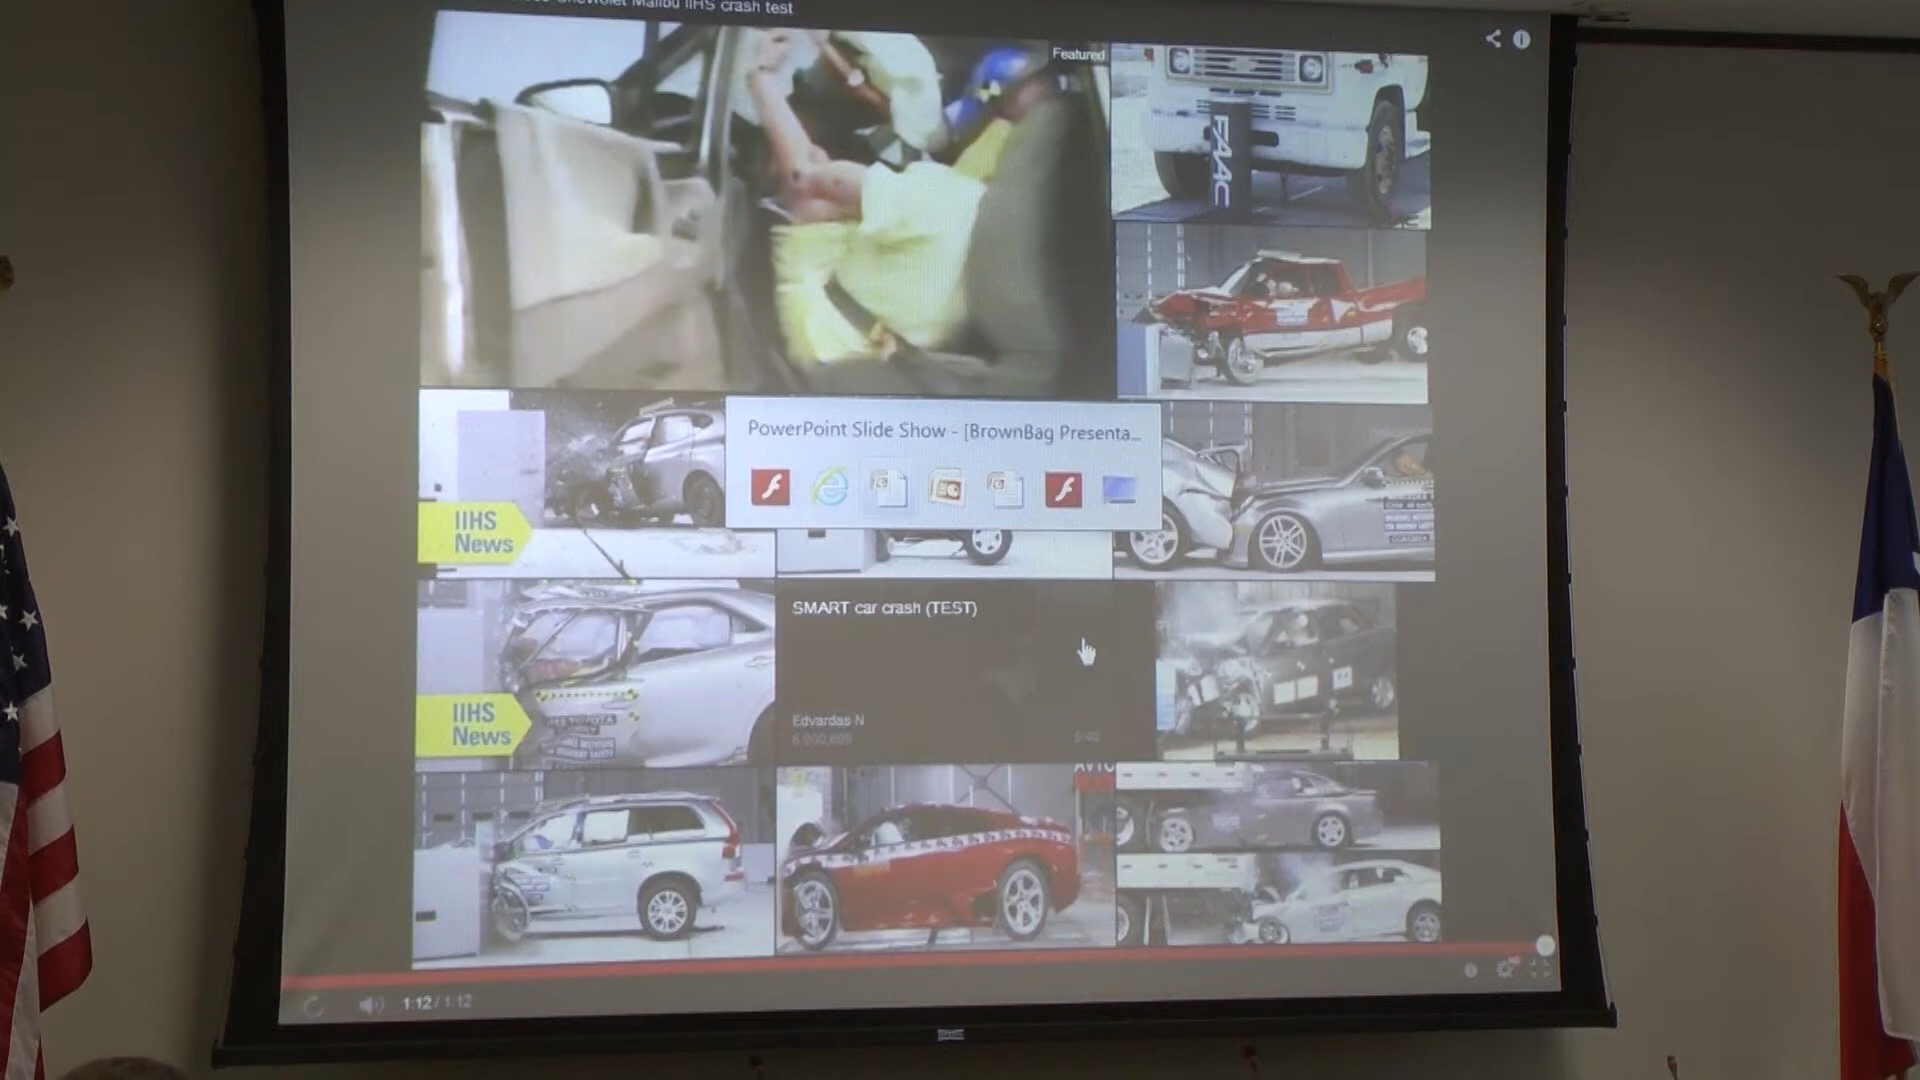 Chevrolet Malibu IIHS crash test
Featured
FAAC
PowerPoint Slide Show - [BrownBag Presenta...
IIHS
News
SMART car crash (TEST)
Edvardas N
IIHS
News
1:12 / 1:12